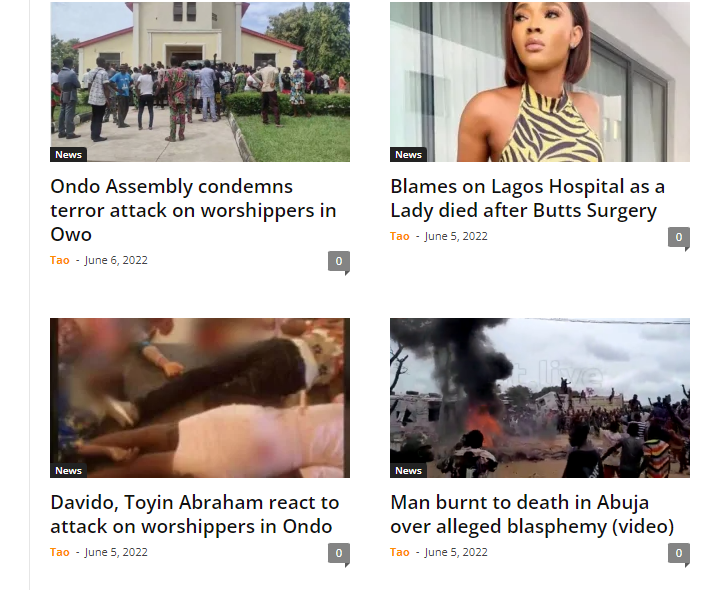 News
Ondo Assembly condemns
terror attack on worshippers in
Owo
Tao - June 6, 2022
0
News
Blames on Lagos Hospital as a
Lady died after Butts Surgery
Tao - June 5, 2022
0
News
Davido, Toyin Abraham react to
attack on worshippers in Ondo
Tao - June 5, 2022
0
News
Man burnt to death in Abuja
over alleged blasphemy (video)
Tao - June 5, 2022
0